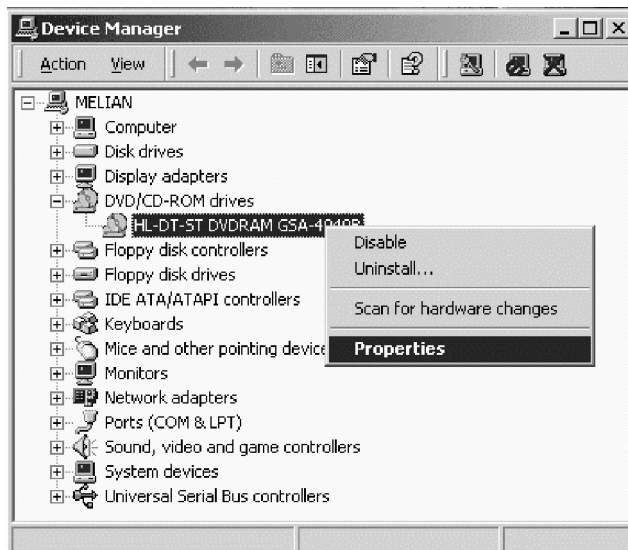 Device Manager
Action View
MELIAN
Computer
Disk drives
Display adapters
DVD/CD-ROM drives
HL-DT-ST DVDRAM GSA-4040B
Disable
Floppy disk controllers
Uninstall...
Floppy disk drives
IDE ATA/ATAPI controllers
Scan for hardware changes
Keyboards
Mice and other pointing device
Properties
Monitors
Network adapters
Ports (COM & LPT)
Sound, video and game controllers
System devices
Universal Serial Bus controllers